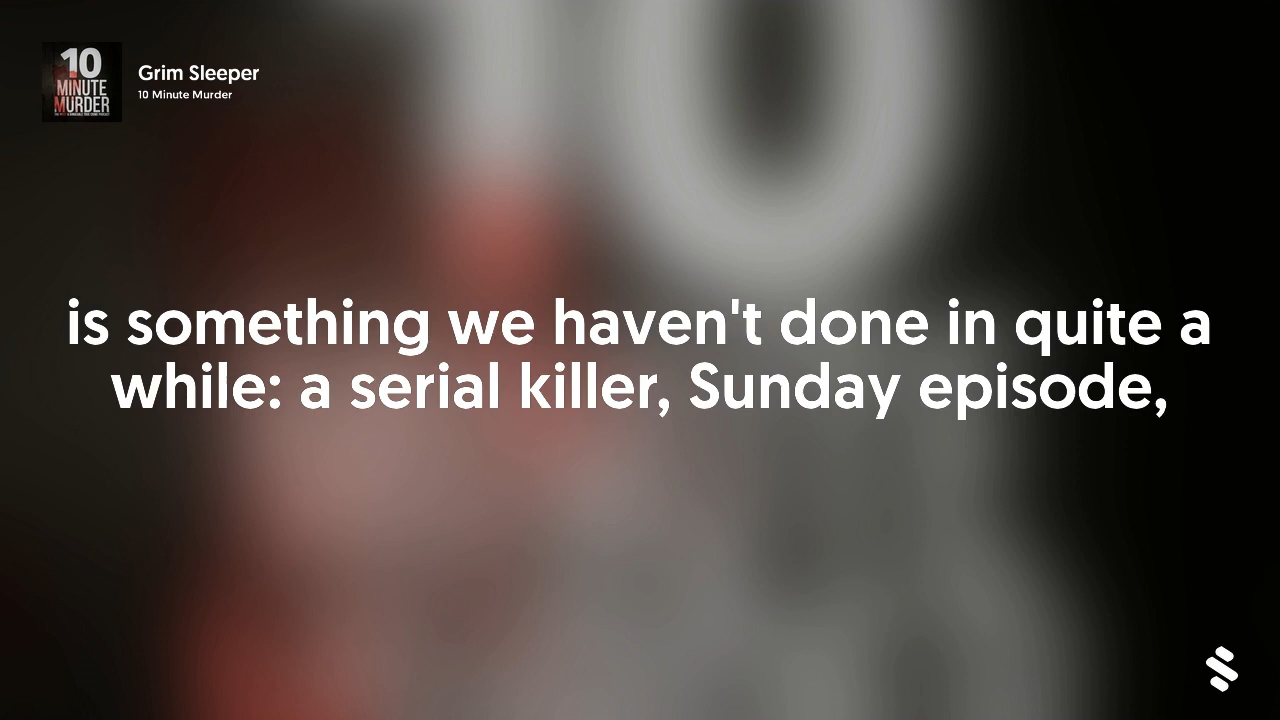 10
MINUTE
MURDER
Grim Sleeper
10 Minute Murder
is something we haven't done in quite a
while: a serial killer, Sunday episode,